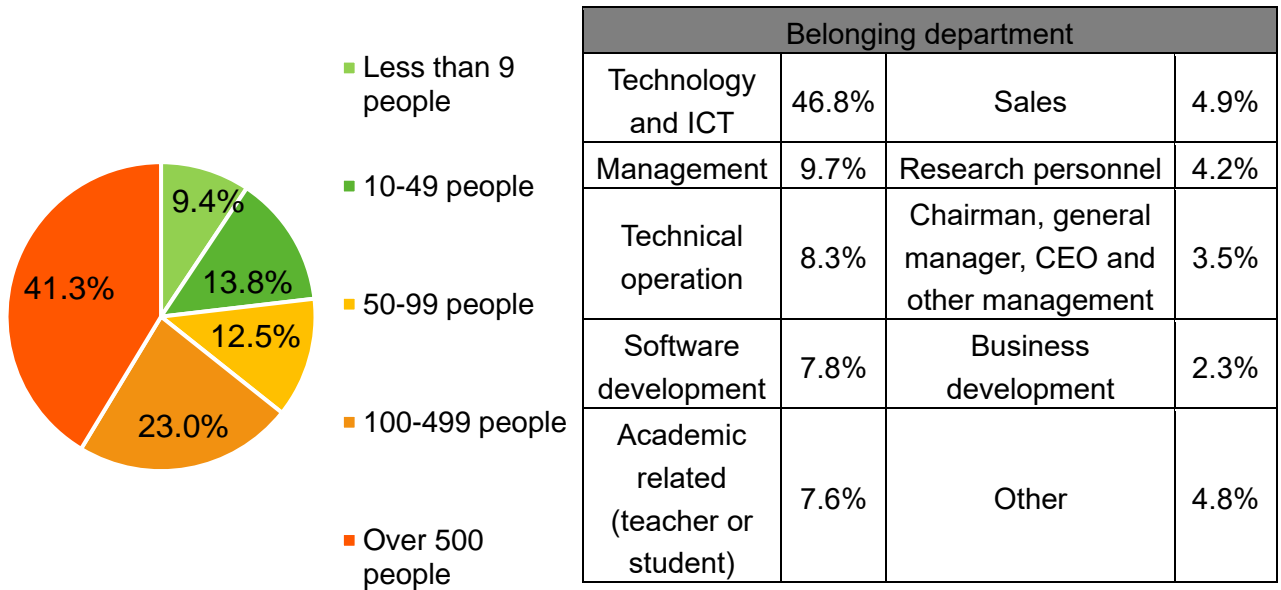 9.4%
13.8%
12.5%
23.0%
41.3%
Less than 9
people
10-49 people
50-99 people
100-499 people
Over 500
people
Belonging department
Technology
and ICT
46.8%
Sales
4.9%
Management
9.7%
Research personnel
4.2%
Technical
operation
8.3%
Chairman, general
manager, CEO and
other management
3.5%
Software
development
7.8%
Business
development
2.3%
Academic
related
(teacher or
student)
7.6%
Other
4.8%